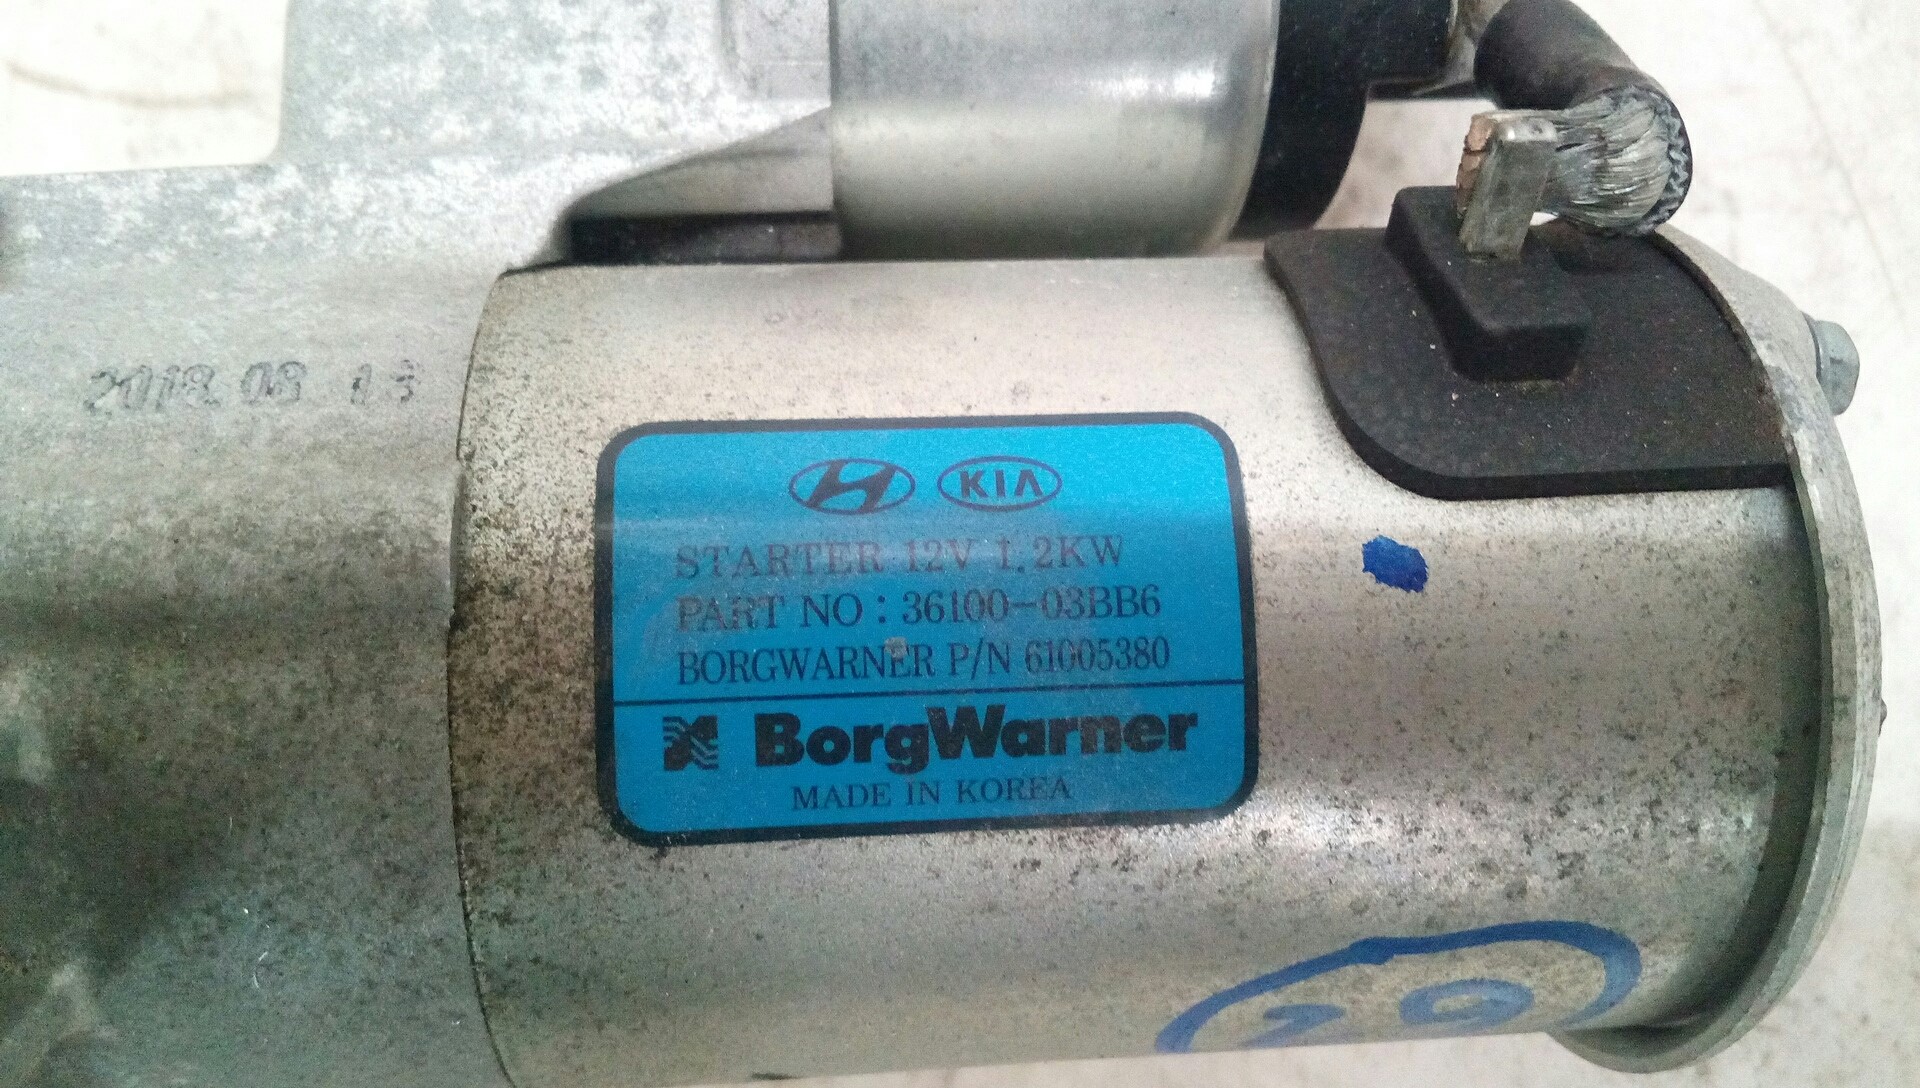 2018.08 13
KIA
STARTER 12V 1.2KW
PART NO : 36100-03BB6
BORGWARNER P/N 61005380
BorgWarner
MADE IN KOREA